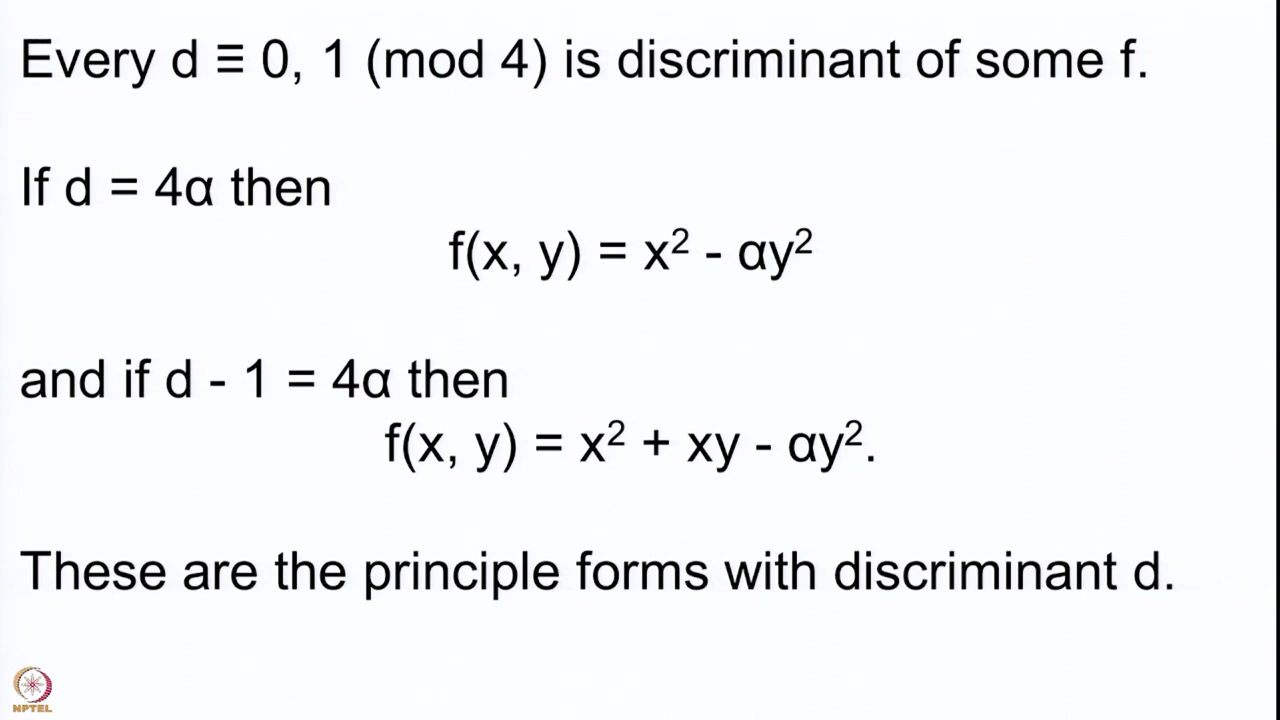 Every d ≡ 0, 1 (mod 4) is discriminant of some f.
If d = 4α then
f(x, y) = x² - αy²
and if d - 1 = 4α then
f(x, y) = x² + xy - αy².
These are the principle forms with discriminant d.
NPTEL